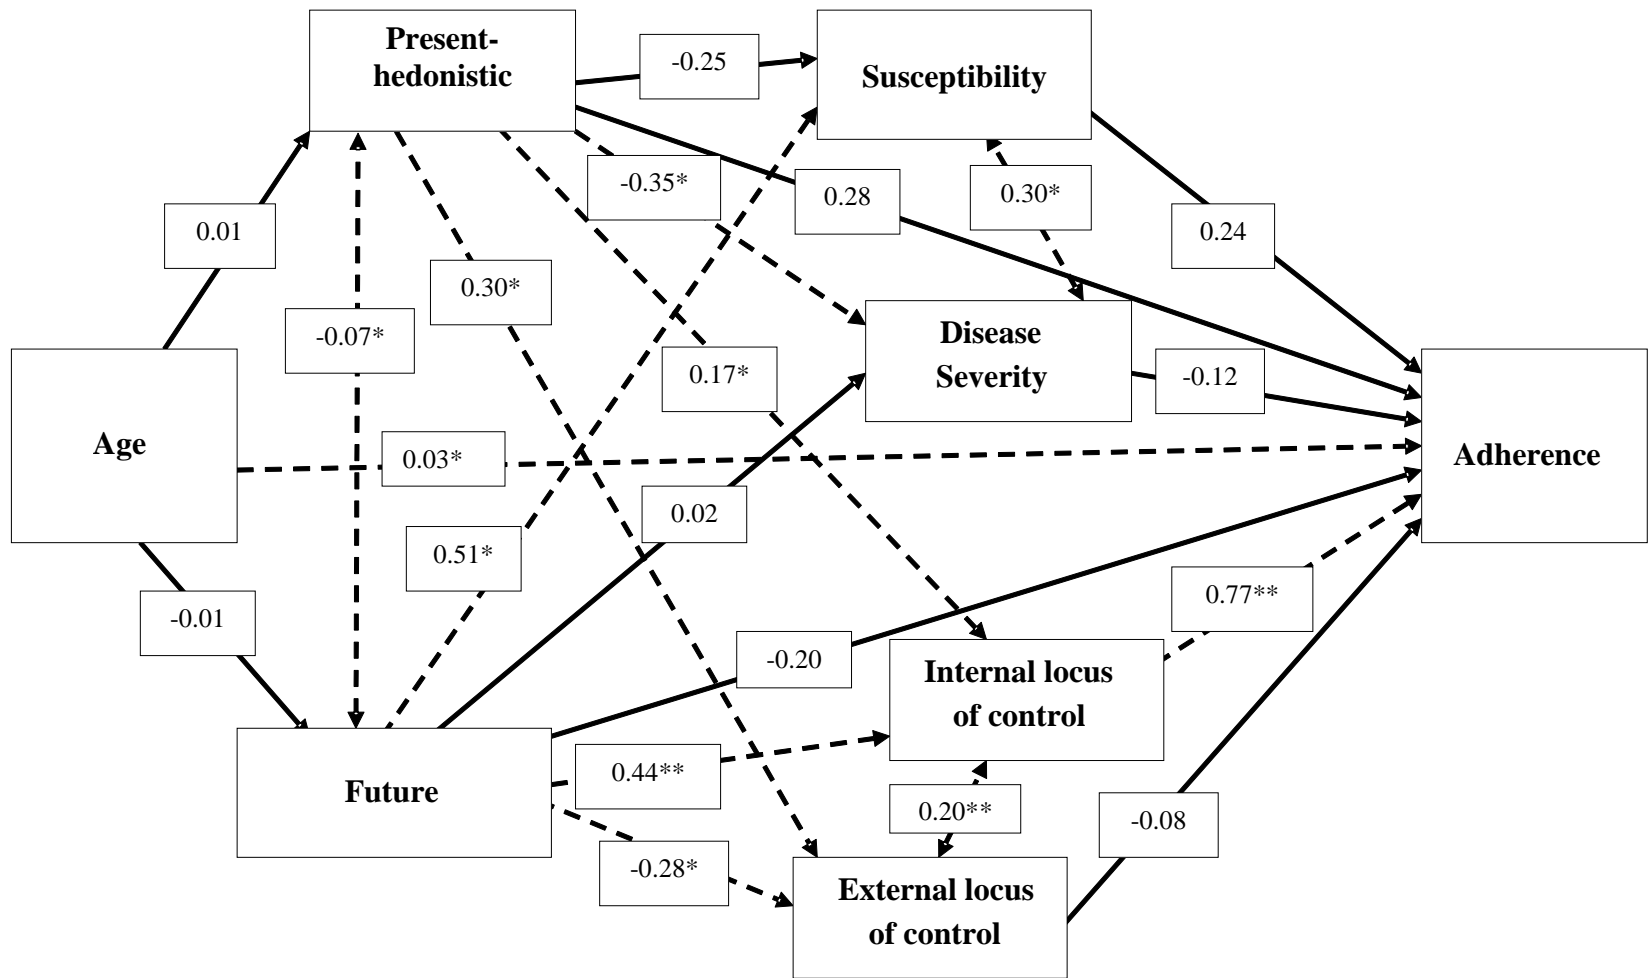 Present-
hedonistic
-0.25
Susceptibility
-0.35*
0.28
0.30*
0.24
0.01
0.30*
-0.07*
0.17*
Disease
Severity
-0.12
Age
0.03*
Adherence
0.02
0.51*
-0.01
0.77**
-0.20
Internal locus
of control
0.44**
Future
0.20**
-0.08
-0.28*
External locus
of control